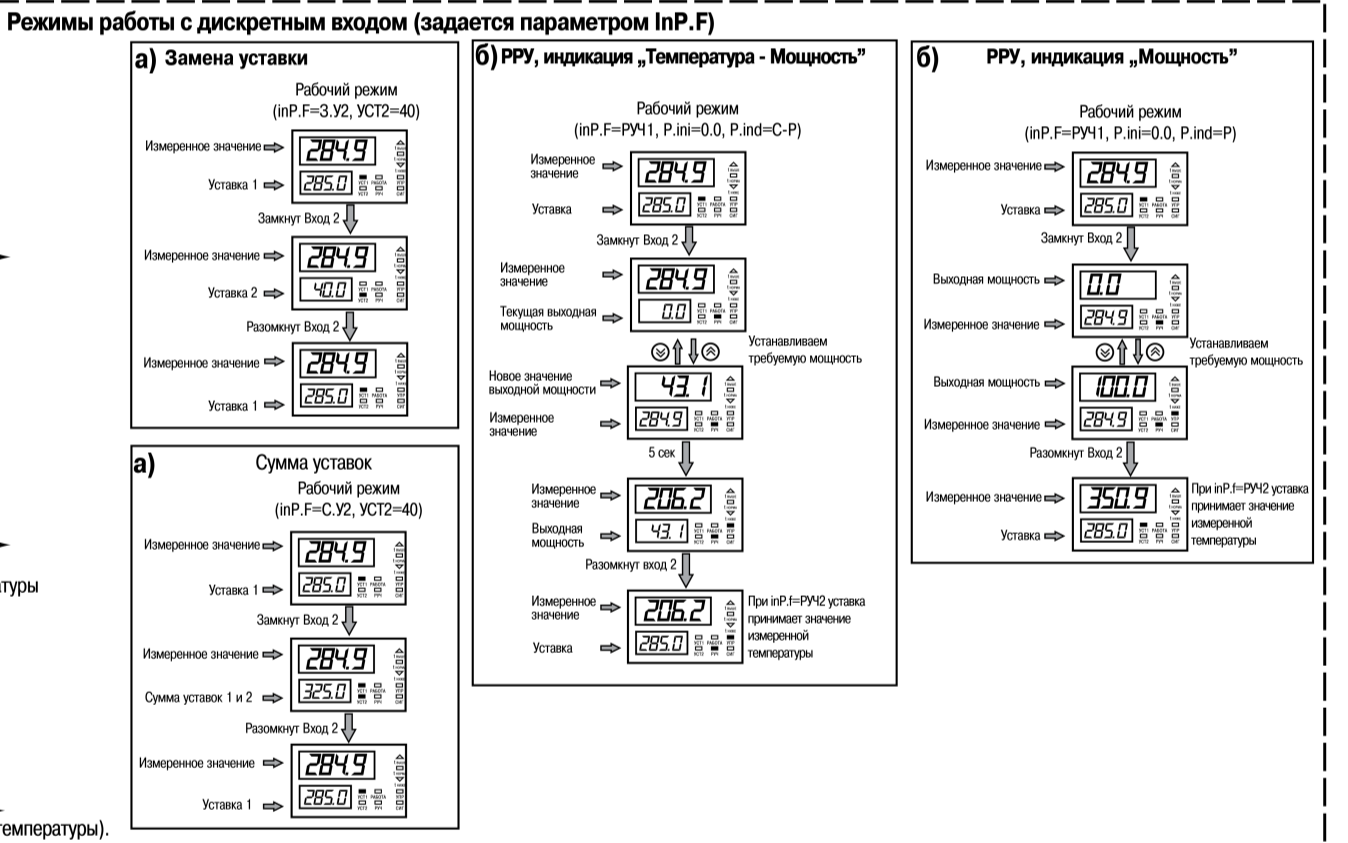 Режимы работы с дискретным входом (задается параметром InP.F)
а) Замена уставки
Рабочий режим
(inP.F=З.У2, УСТ2=40)
Измеренное значение
284.9
Уставка 1
285.0
Замкнут Вход 2
Измеренное значение
284.9
Уставка 2
40.0
Разомкнут Вход 2
Измеренное значение
284.9
Уставка 1
285.0
а) Сумма уставок
Рабочий режим
(inP.F=С.У2, УСТ2=40)
Измеренное значение
284.9
Уставка 1
285.0
Замкнут Вход 2
Измеренное значение
284.9
Сумма уставок 1 и 2
325.0
Разомкнут Вход 2
Измеренное значение
284.9
Уставка 1
285.0
б) РРУ, индикация „Температура - Мощность”
Рабочий режим
(inP.F=РУЧ1, P.ini=0.0, P.ind=C-P)
Измеренное
значение
284.9
Уставка
285.0
Замкнут Вход 2
Измеренное
значение
284.9
Текущая выходная
мощность
0.0
Устанавливаем
требуемую мощность
Новое значение
выходной мощности
43.1
Измеренное
значение
284.9
5 сек
Измеренное
значение
206.2
Выходная
мощность
43.1
Разомкнут вход 2
Измеренное
значение
206.2
Уставка
285.0
При inP.f=РУЧ2 уставка
принимает значение
измеренной
температуры
б) РРУ, индикация „Мощность”
Рабочий режим
(inP.F=РУЧ1, P.ini=0.0, P.ind=P)
Измеренное значение
284.9
Уставка
285.0
Замкнут Вход 2
Выходная мощность
0.0
Измеренное значение
284.9
Устанавливаем
требуемую мощность
Выходная мощность
100.0
Измеренное значение
284.9
Разомкнут Вход 2
Измеренное значение
350.9
Уставка
285.0
При inP.f=РУЧ2 уставка
принимает значение
измеренной
температуры
туры
емпературы).